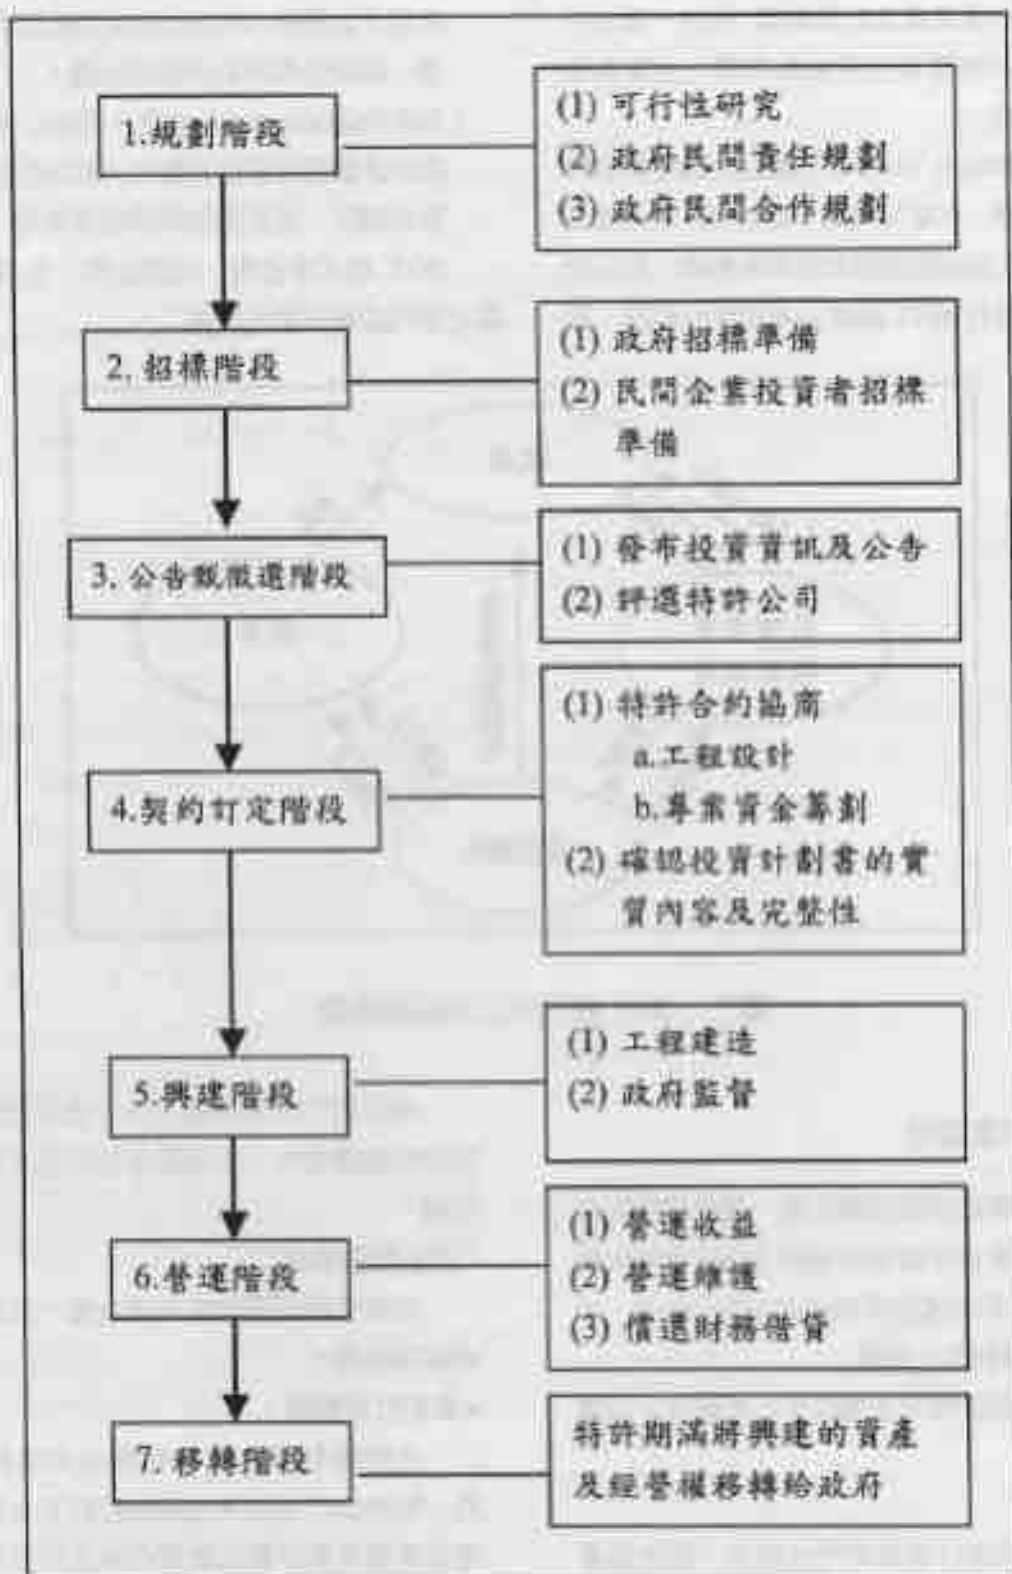 1.規劃階段
(1) 可行性研究
(2) 政府民間責任規劃
(3) 政府民間合作規劃
2. 招標階段
(1) 政府招標準備
(2) 民間企業投資者招標
準備
3. 公告甄徵選階段
(1) 發布投資資訊及公告
(2) 評選特許公司
4.契約訂定階段
(1) 特許合約協商
a.工程設計
b.專案資金籌劃
(2) 確認投資計劃書的實
質內容及完整性
5.興建階段
(1) 工程建造
(2) 政府監督
6.營運階段
(1) 營運收益
(2) 營運維護
(3) 償還財務借貸
7. 移轉階段
特許期滿將興建的資產
及經營權移轉給政府